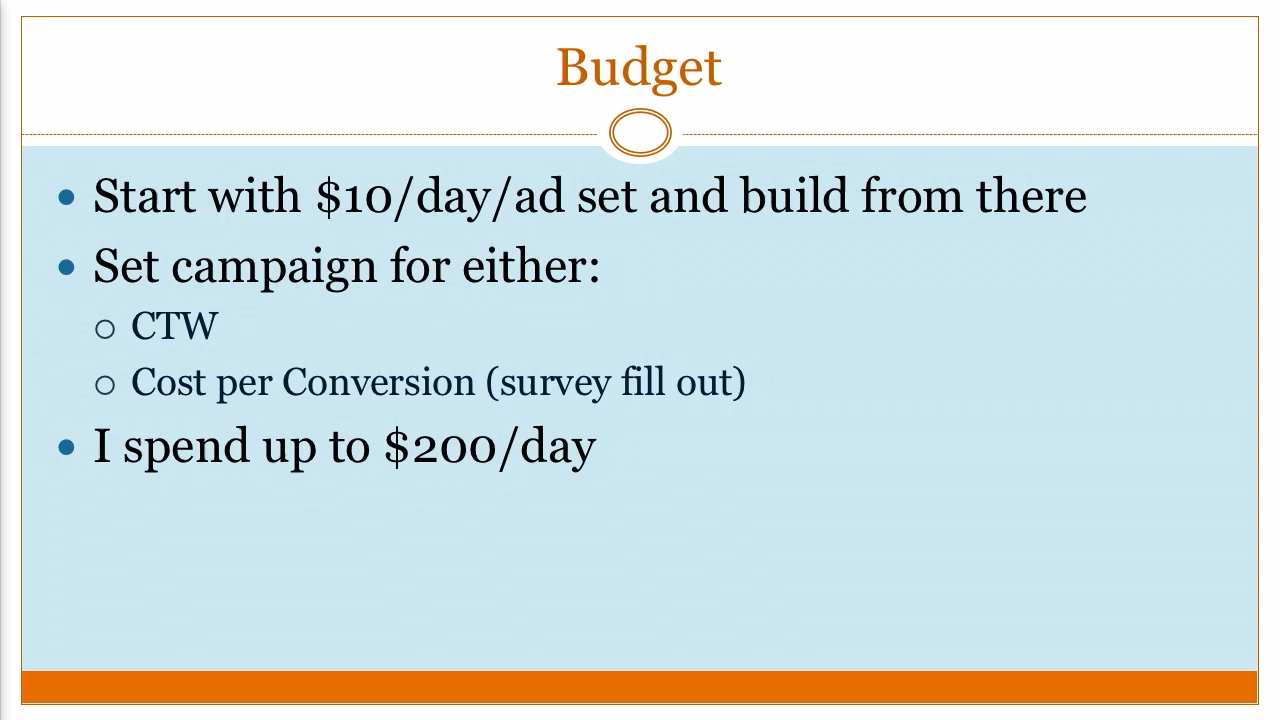 Budget
Start with $10/day/ad set and build from there
Set campaign for either:
CTW
Cost per Conversion (survey fill out)
I spend up to $200/day